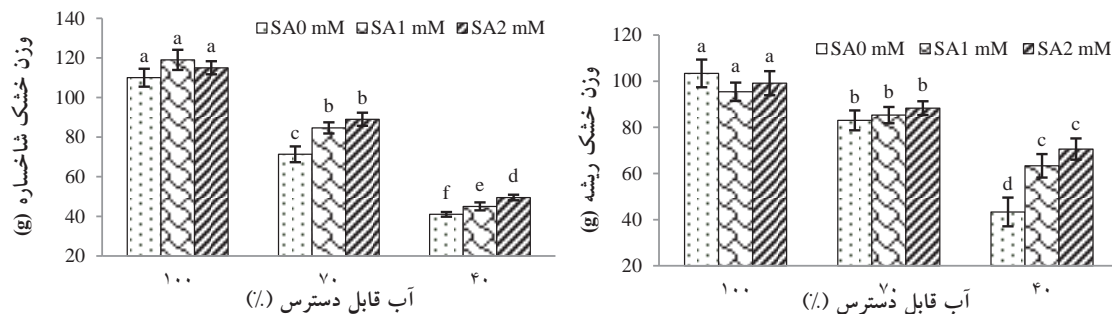 وزن خشک شاخساره (g)
140
120
100
80
60
40
20
SA0 mM SA1 mM SA2 mM
a a a
c b b
f e d
۱۰۰ ۷۰ ۴۰
آب قابل دسترس (٪)
وزن خشک ریشه (g)
120
100
80
60
40
20
SA0 mM SA1 mM SA2 mM
a a a
b b b
d c c
۱۰۰ ۷۰ ۴۰
آب قابل دسترس (٪)